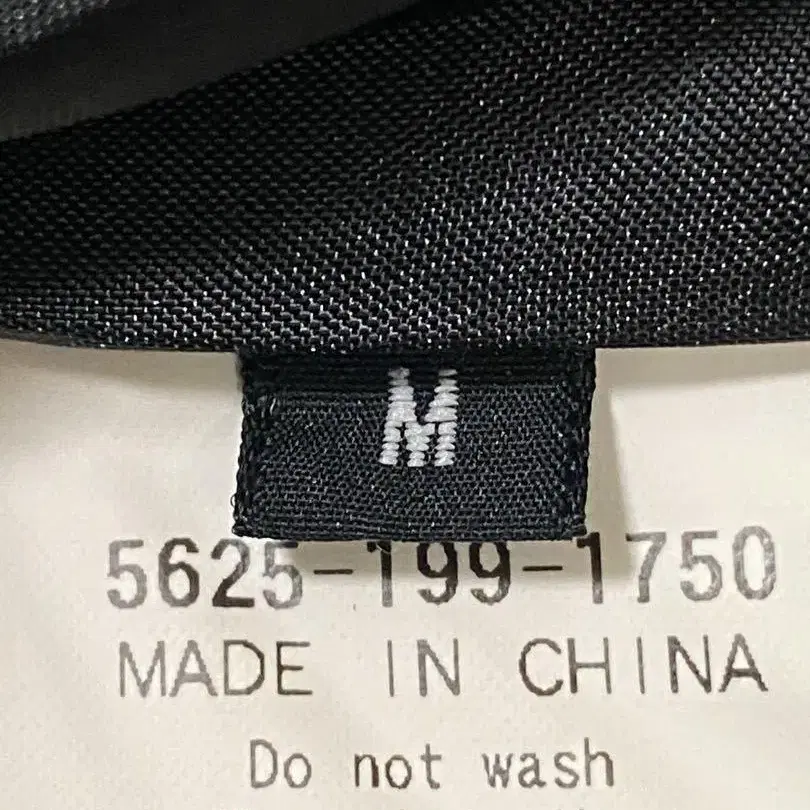 M
5625-199-1750
MADE IN CHINA
Do not wash